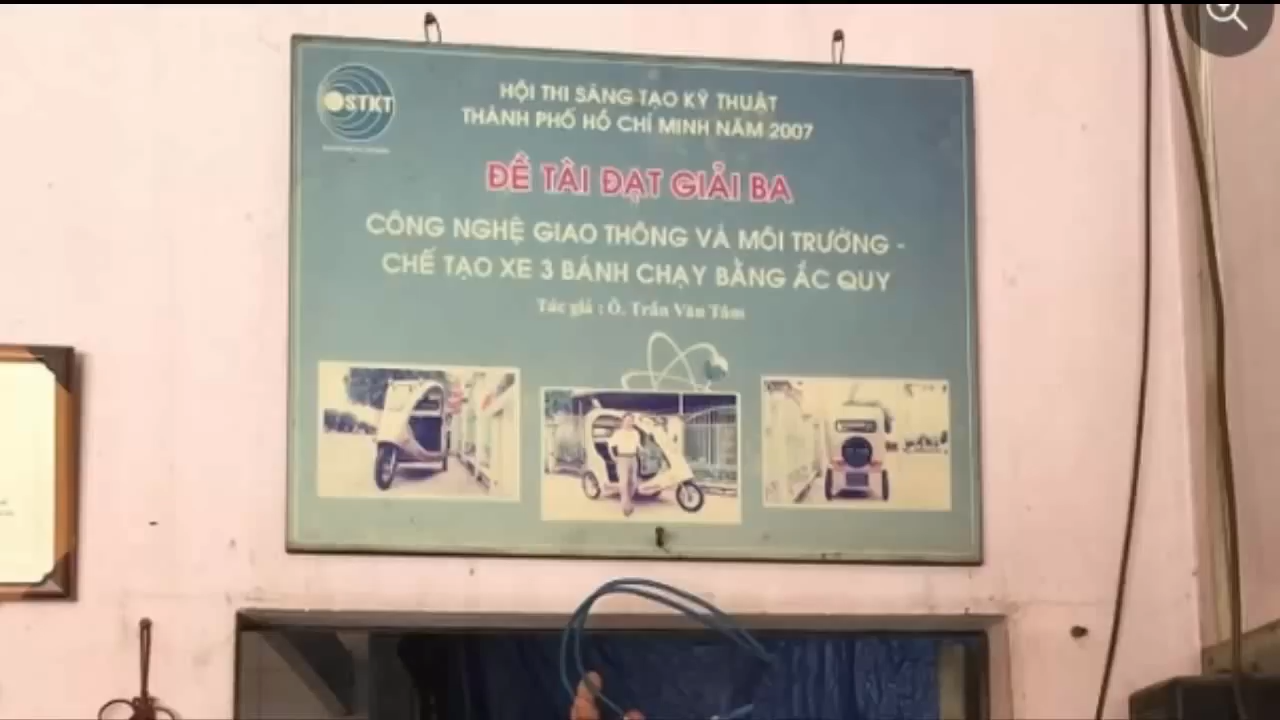 STKT
HỘI THI SÁNG TẠO KỸ THUẬT
THÀNH PHỐ HỒ CHÍ MINH NĂM 2007
ĐỀ TÀI ĐẠT GIẢI BA
CÔNG NGHỆ GIAO THÔNG VÀ MÔI TRƯỜNG -
CHẾ TẠO XE 3 BÁNH CHẠY BẰNG ẮC QUY
Tác giả : Ô. Trần Văn Tâm